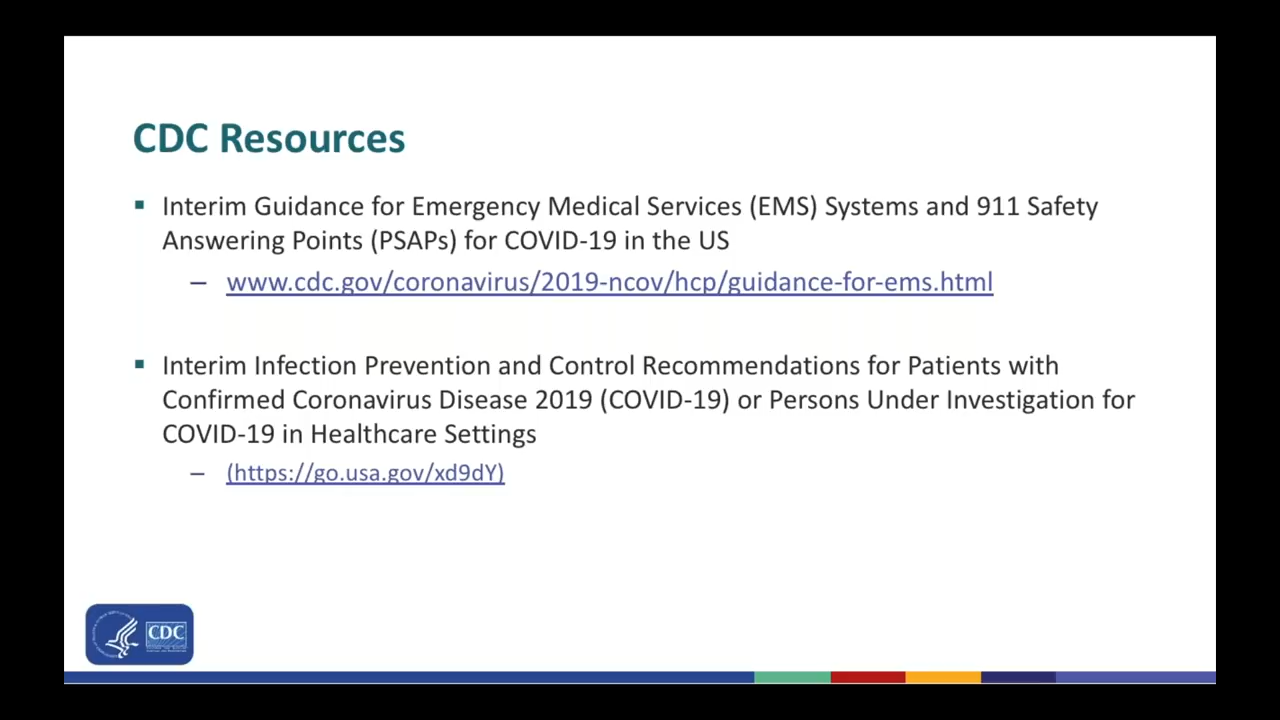 CDC Resources
▪ Interim Guidance for Emergency Medical Services (EMS) Systems and 911 Safety
Answering Points (PSAPs) for COVID-19 in the US
– www.cdc.gov/coronavirus/2019-ncov/hcp/guidance-for-ems.html
▪ Interim Infection Prevention and Control Recommendations for Patients with
Confirmed Coronavirus Disease 2019 (COVID-19) or Persons Under Investigation for
COVID-19 in Healthcare Settings
– (https://go.usa.gov/xd9dY)
CDC